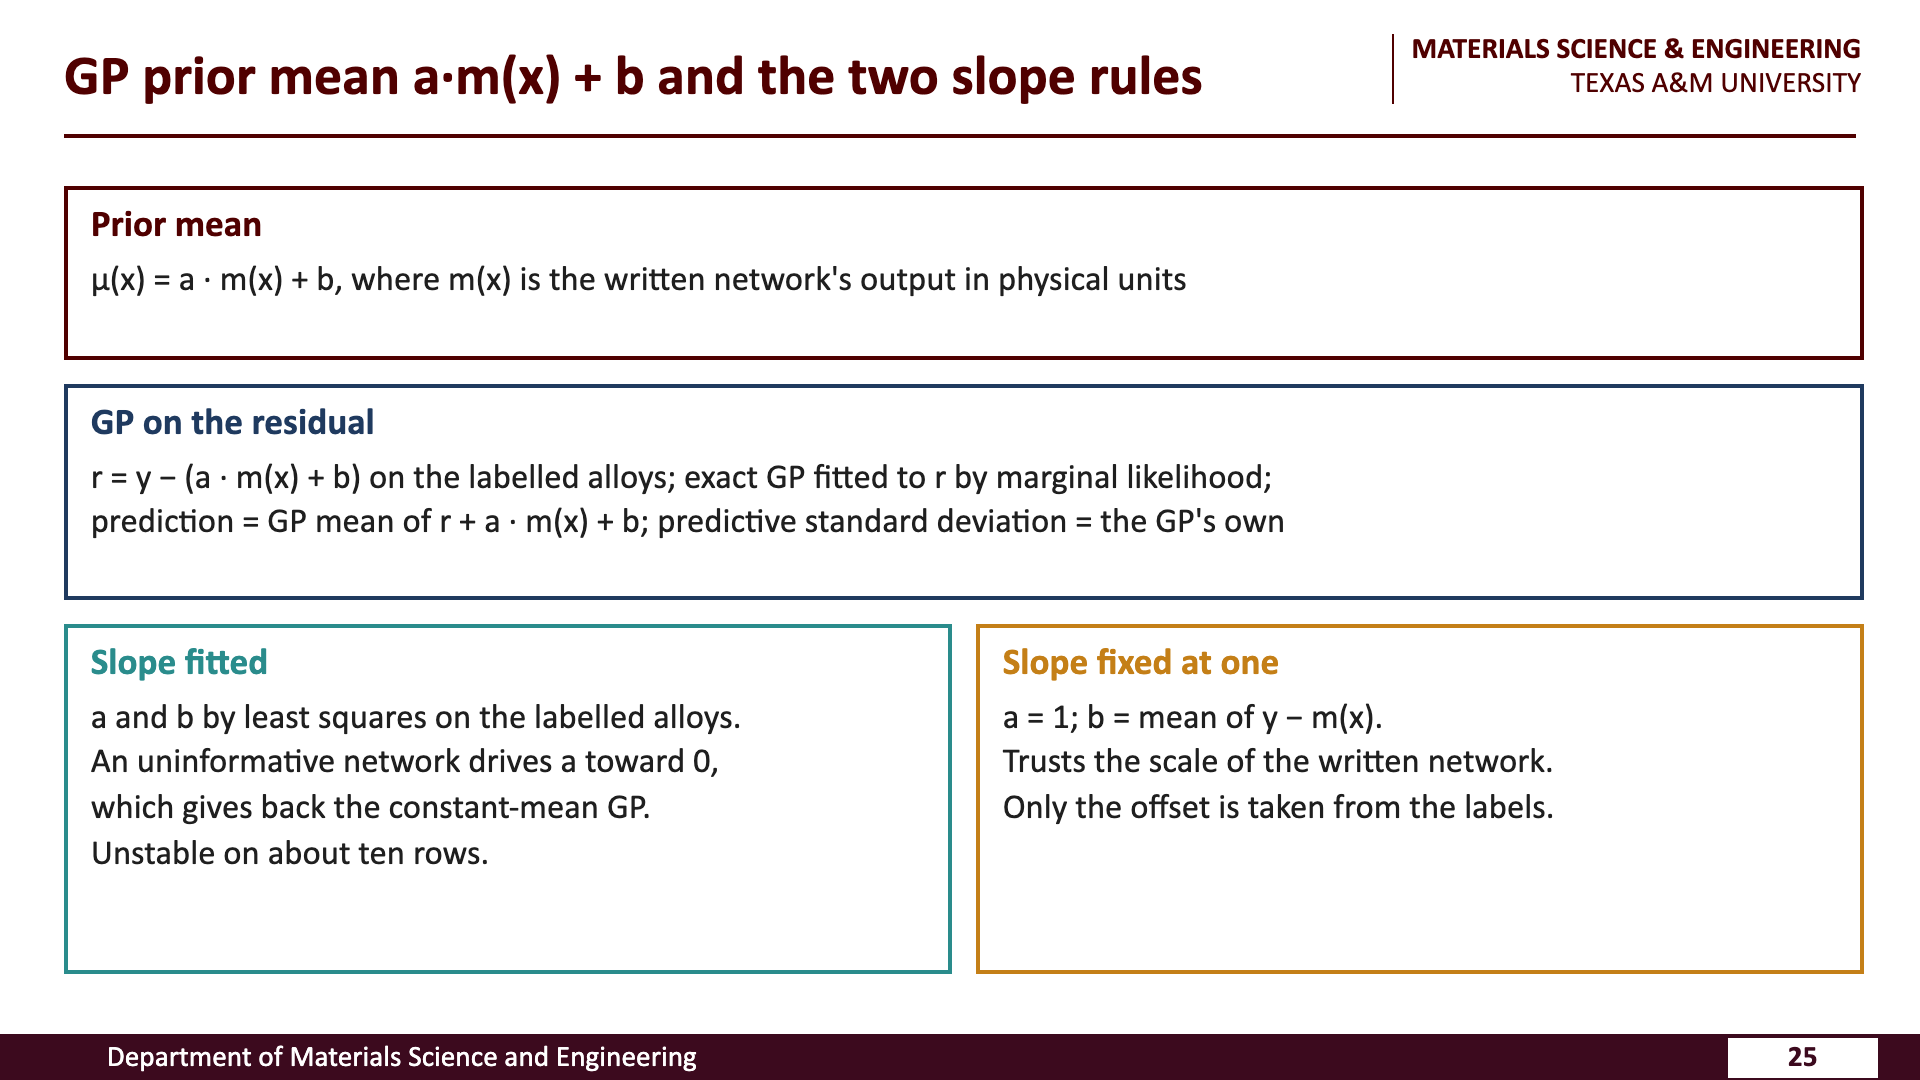 GP prior mean a·m(x) + b and the two slope rules
MATERIALS SCIENCE & ENGINEERING
TEXAS A&M UNIVERSITY
Prior mean
μ(x) = a · m(x) + b, where m(x) is the written network's output in physical units
GP on the residual
r = y − (a · m(x) + b) on the labelled alloys; exact GP fitted to r by marginal likelihood;
prediction = GP mean of r + a · m(x) + b; predictive standard deviation = the GP's own
Slope fitted
a and b by least squares on the labelled alloys.
An uninformative network drives a toward 0,
which gives back the constant-mean GP.
Unstable on about ten rows.
Slope fixed at one
a = 1; b = mean of y − m(x).
Trusts the scale of the written network.
Only the offset is taken from the labels.
Department of Materials Science and Engineering
25